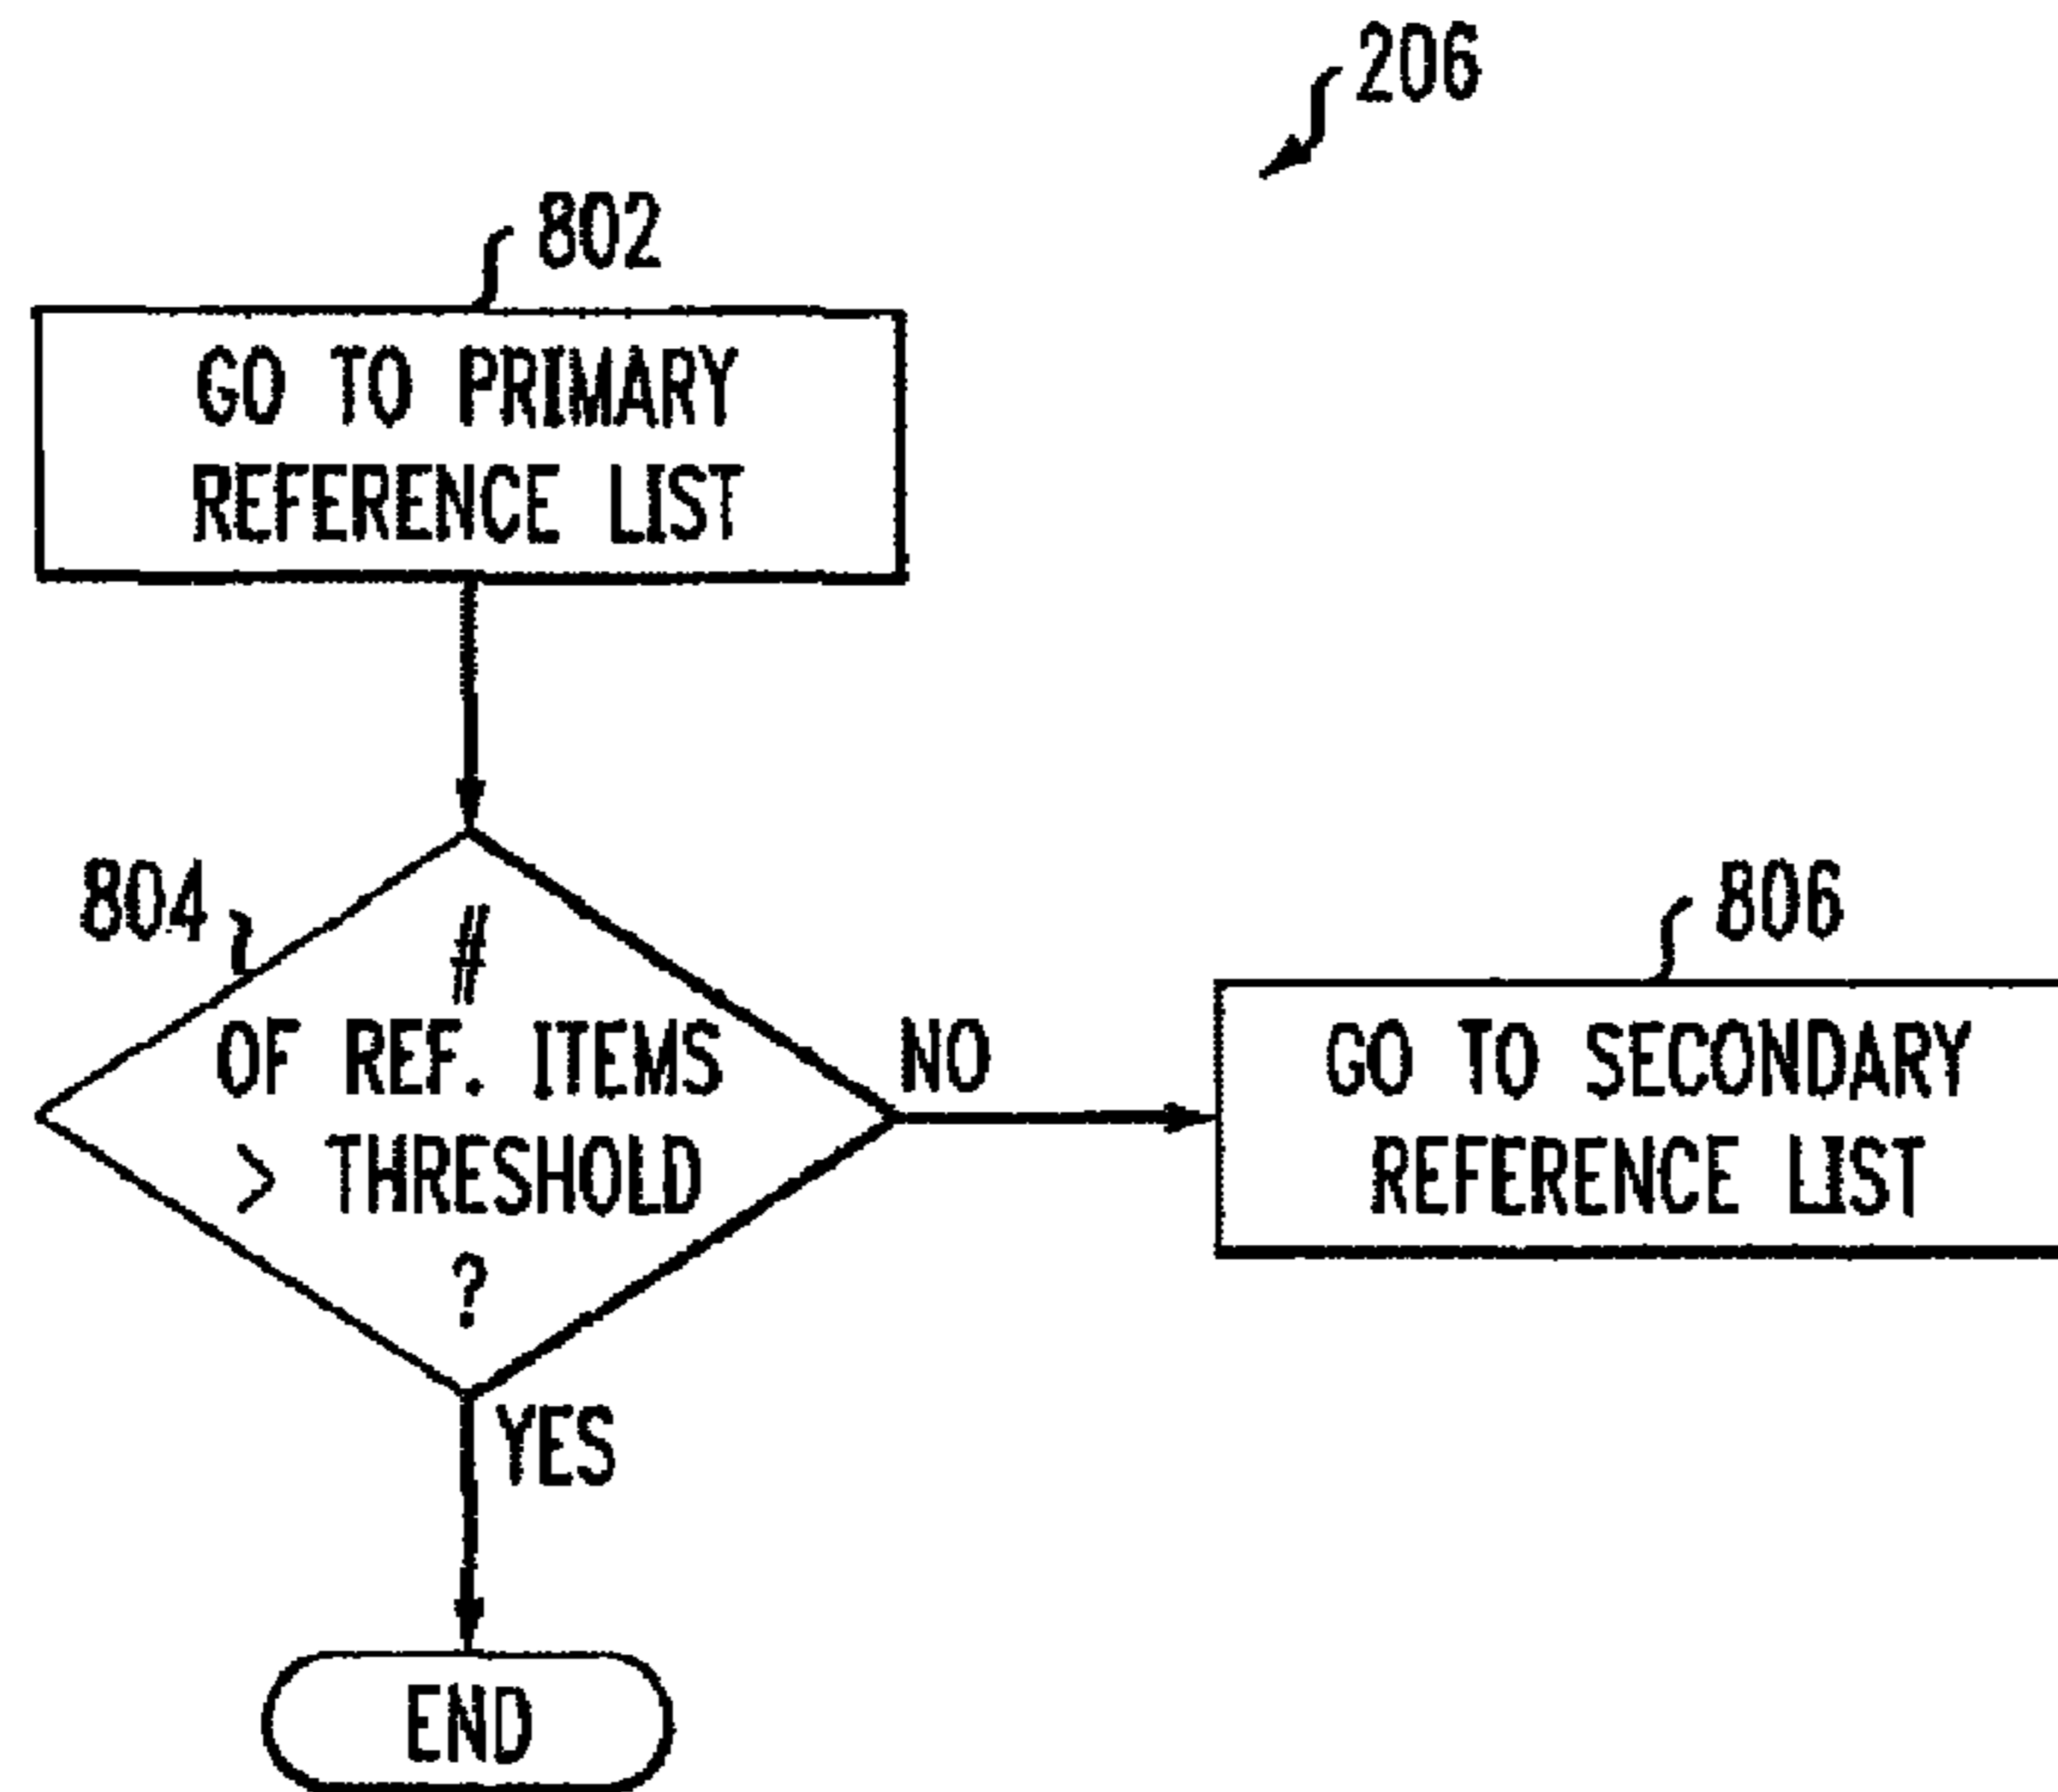 206
802
GO TO PRIMARY
REFERENCE LIST
804
#
OF REF. ITEMS
> THRESHOLD
?
NO
806
GO TO SECONDARY
REFERENCE LIST
YES
END